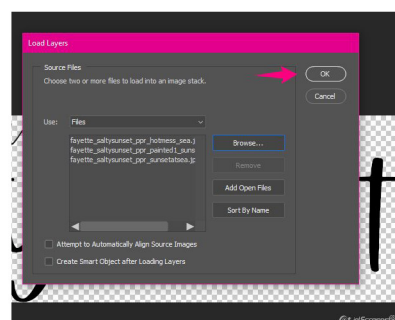 Load Layers
Source Files
Choose two or more files to load into an image stack.
OK
Cancel
Use: Files
fayette_saltysunset_ppr_hotmess_sea.j
fayette_saltysunset_ppr_painted1_suns
fayette_saltysunset_ppr_sunsetatsea.jp
Browse...
Remove
Add Open Files
Sort By Name
Attempt to Automatically Align Source Images
Create Smart Object after Loading Layers